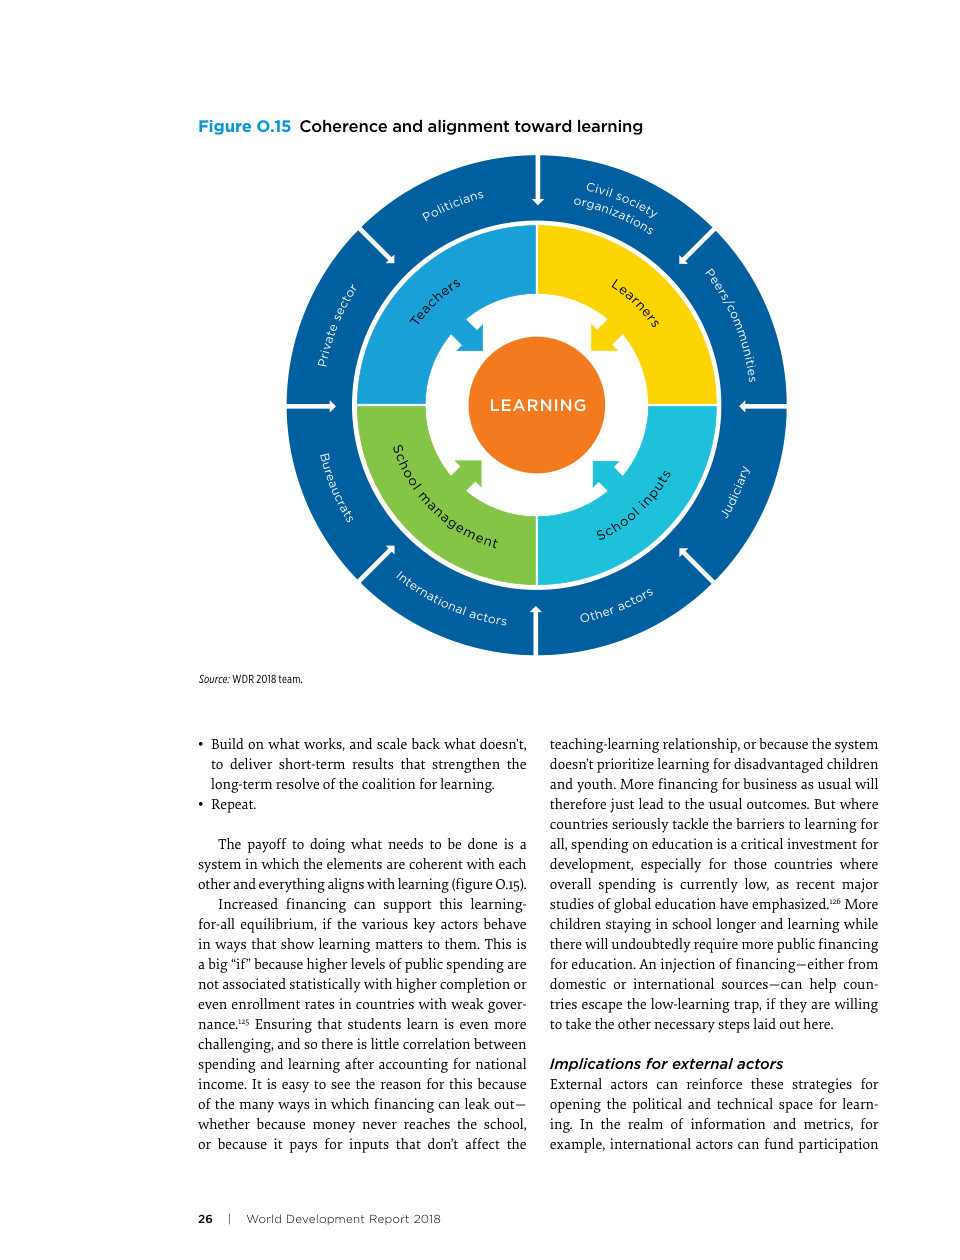 Figure O.15 Coherence and alignment toward learning
Politicians
Civil society
organizations
Private sector
Peers/communities
Teachers
Learners
LEARNING
Bureaucrats
Judiciary
School management
School inputs
International actors
Other actors
Source: WDR 2018 team.
• Build on what works, and scale back what doesn’t,
to deliver short-term results that strengthen the
long-term resolve of the coalition for learning.
• Repeat.
The payoff to doing what needs to be done is a
system in which the elements are coherent with each
other and everything aligns with learning (figure O.15).
Increased financing can support this learning-
for-all equilibrium, if the various key actors behave
in ways that show learning matters to them. This is
a big “if” because higher levels of public spending are
not associated statistically with higher completion or
even enrollment rates in countries with weak gover-
nance.125 Ensuring that students learn is even more
challenging, and so there is little correlation between
spending and learning after accounting for national
income. It is easy to see the reason for this because
of the many ways in which financing can leak out—
whether because money never reaches the school,
or because it pays for inputs that don’t affect the
teaching-learning relationship, or because the system
doesn’t prioritize learning for disadvantaged children
and youth. More financing for business as usual will
therefore just lead to the usual outcomes. But where
countries seriously tackle the barriers to learning for
all, spending on education is a critical investment for
development, especially for those countries where
overall spending is currently low, as recent major
studies of global education have emphasized.126 More
children staying in school longer and learning while
there will undoubtedly require more public financing
for education. An injection of financing—either from
domestic or international sources—can help coun-
tries escape the low-learning trap, if they are willing
to take the other necessary steps laid out here.
Implications for external actors
External actors can reinforce these strategies for
opening the political and technical space for learn-
ing. In the realm of information and metrics, for
example, international actors can fund participation
26 | World Development Report 2018